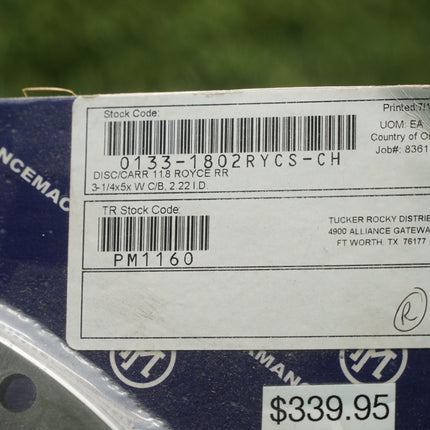 Stock Code:
Printed:7/1
UOM: EA
Country of Or
Job#: 8361
0133-1802RYCS-CH
DISC/CARR 11.8 ROYCE RR
3-1/4x5x W C/B, 2.22 I.D.
TR Stock Code:
PM1160
TUCKER ROCKY DISTRIB
4900 ALLIANCE GATEWA
FT WORTH, TX 76177
R
$339.95